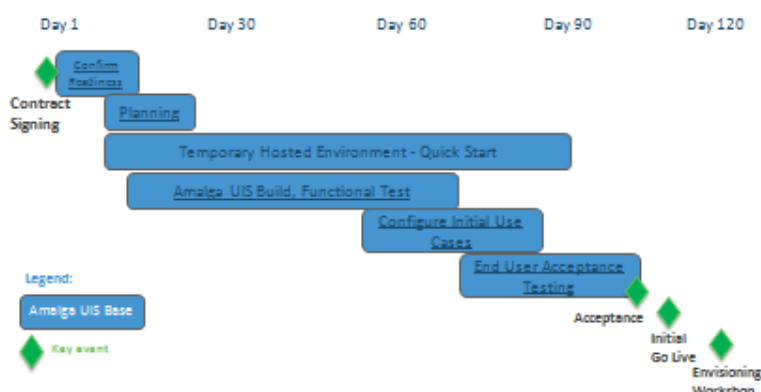 Day 1 Day 30 Day 60 Day 90 Day 120
Confirm
Readiness
Contract
Signing
Planning
Temporary Hosted Environment - Quick Start
Amalga UIS Build, Functional Test
Configure Initial Use
Cases
End User Acceptance
Testing
Legend:
Amalga UIS Base
Key event
Acceptance
Initial
Go Live
Envisioning
Workshop